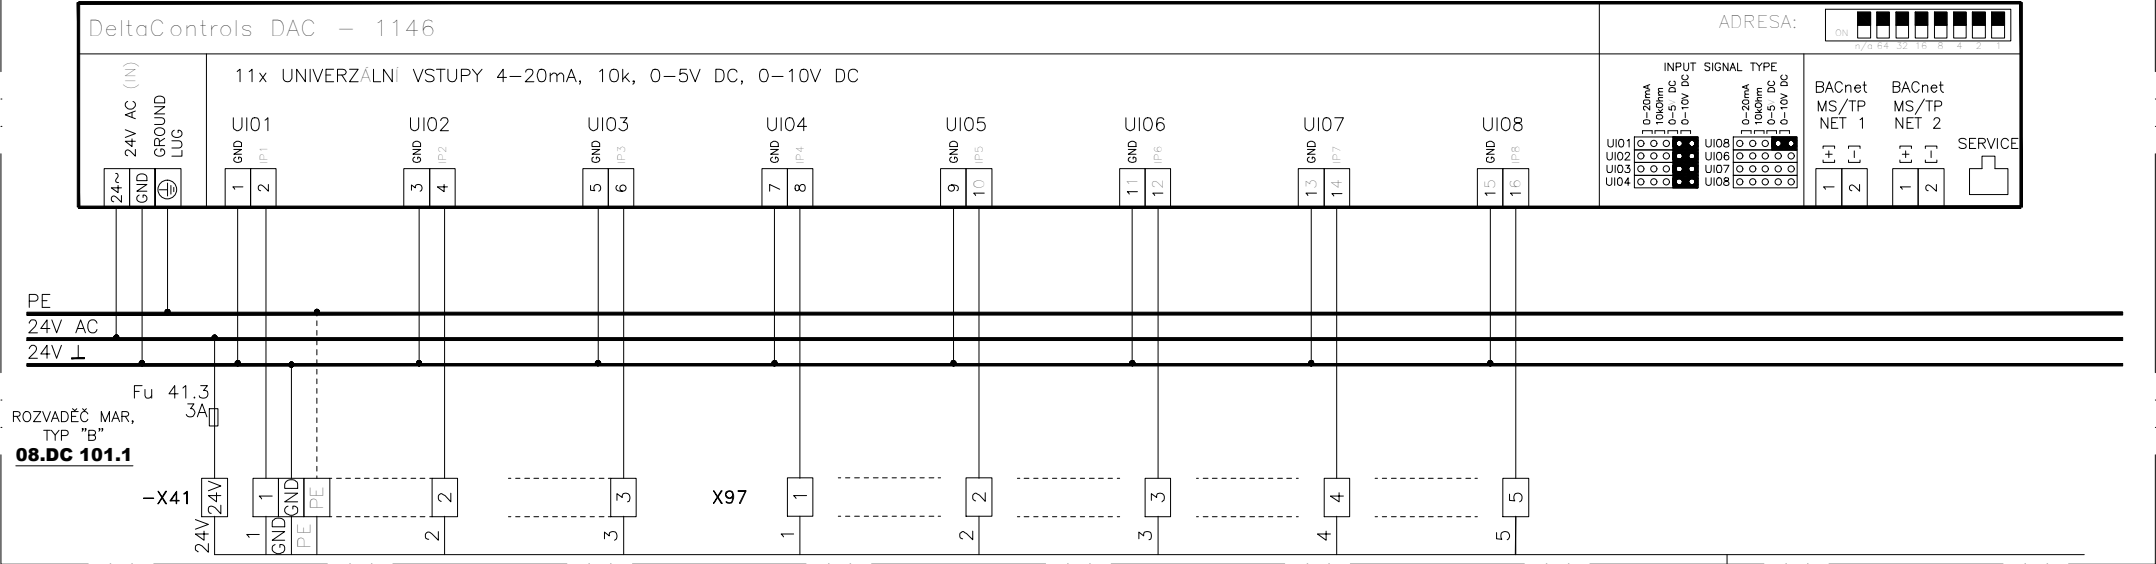 DeltaControls DAC – 1146
ADRESA:
ON
n/a 64 32 16 8 4 2 1
11x UNIVERZÁLNÍ VSTUPY 4–20mA, 10k, 0–5V DC, 0–10V DC
24V AC (IN)
GROUND
LUG
24~ GND
UI01
GND IP1
1 2
UI02
GND IP2
3 4
UI03
GND IP3
5 6
UI04
GND IP4
7 8
UI05
GND IP5
9 10
UI06
GND IP6
11 12
UI07
GND IP7
13 14
UI08
GND IP8
15 16
INPUT SIGNAL TYPE
0–20mA
10kOhm
0–5V DC
0–10V DC
0–20mA
10kOhm
0–5V DC
0–10V DC
UI01 UI08
UI02 UI06
UI03 UI07
UI04 UI08
BACnet
MS/TP
NET 1
[+] [–]
1 2
BACnet
MS/TP
NET 2
[+] [–]
1 2
SERVICE
PE
24V AC
24V ⊥
Fu 41.3
3A
ROZVADĚČ MAR,
TYP "B"
08.DC 101.1
–X41 24V 1 GND PE 2 3 X97 1 2 3 4 5
24V 1 GND PE 2 3 1 2 3 4 5